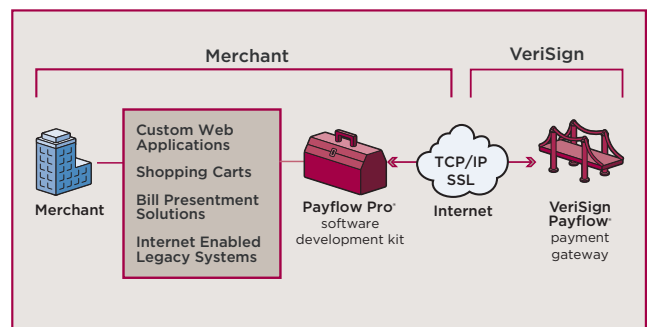 Merchant
VeriSign
Custom Web
Applications
Shopping Carts
Bill Presentment
Solutions
Internet Enabled
Legacy Systems
Merchant
Payflow Pro®
software
development kit
TCP/IP
SSL
Internet
VeriSign
Payflow®
payment
gateway